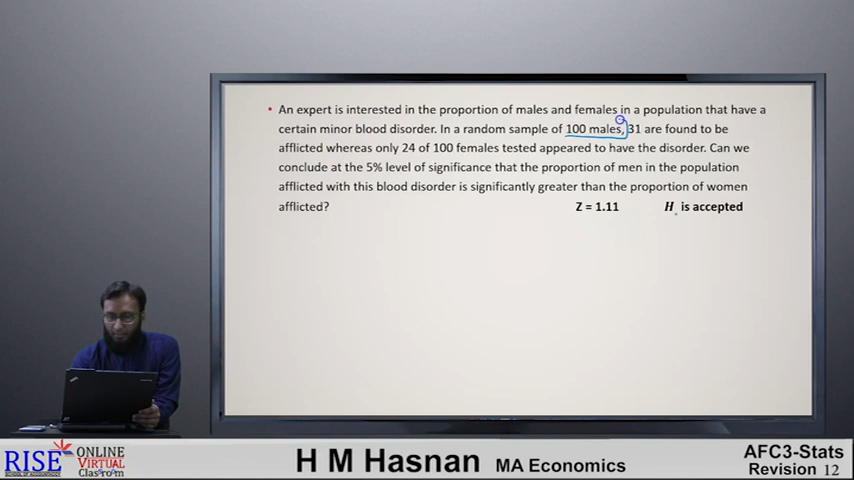 • An expert is interested in the proportion of males and females in a population that have a
certain minor blood disorder. In a random sample of 100 males, 31 are found to be
afflicted whereas only 24 of 100 females tested appeared to have the disorder. Can we
conclude at the 5% level of significance that the proportion of men in the population
afflicted with this blood disorder is significantly greater than the proportion of women
afflicted?
Z = 1.11
H. is accepted
RISE
SCHOOL OF ACCOUNTANCY
ONLINE
VIRTUAL
Classroom
H M Hasnan MA Economics
AFC3-Stats
Revision 12